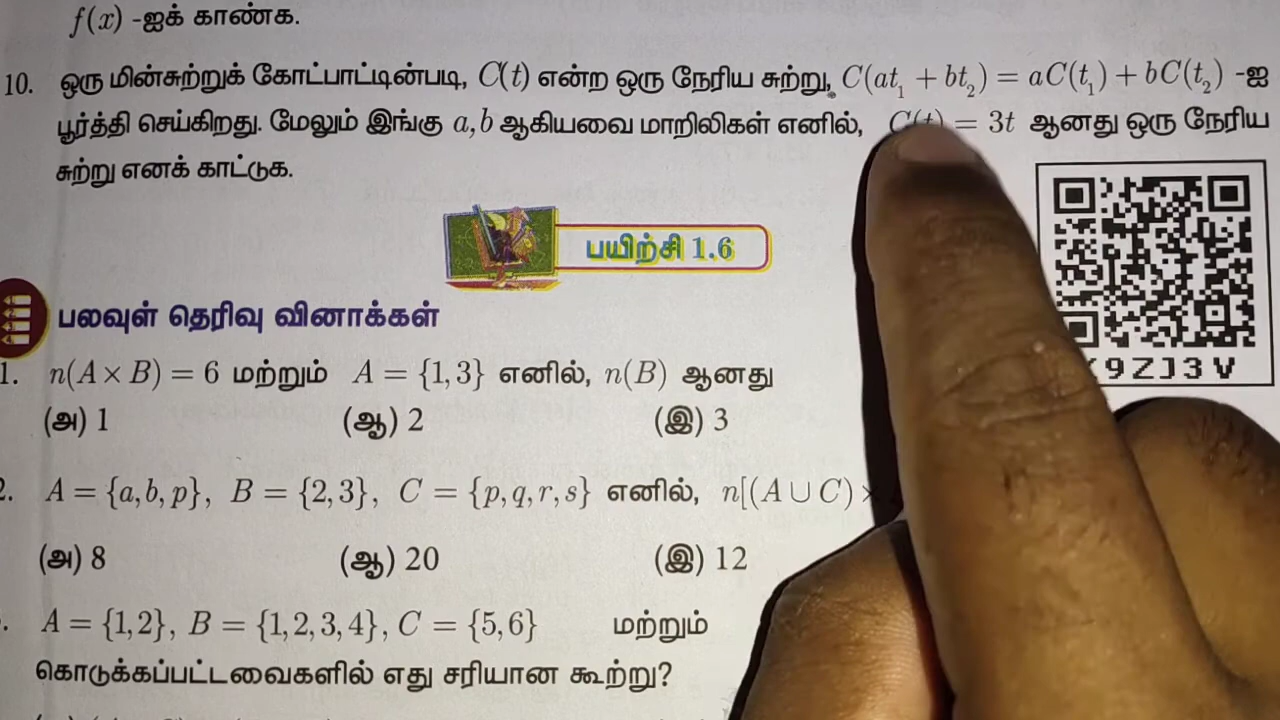 f(x) -ஐக் காண்க.
10. ஒரு மின்சுற்றுக் கோட்பாட்டின்படி, C(t) என்ற ஒரு நேரிய சுற்று, C(at₁ + bt₂) = aC(t₁) + bC(t₂) -ஐ
பூர்த்தி செய்கிறது. மேலும் இங்கு a, b ஆகியவை மாறிலிகள் எனில், C(t) = 3t ஆனது ஒரு நேரிய
சுற்று எனக் காட்டுக.
பயிற்சி 1.6
பலவுள் தெரிவு வினாக்கள்
1. n(A × B) = 6 மற்றும் A = {1, 3} எனில், n(B) ஆனது
(அ) 1 (ஆ) 2 (இ) 3
9ZJ3V
2. A = {a, b, p}, B = {2, 3}, C = {p, q, r, s} எனில், n[(A ∪ C) ×
(அ) 8 (ஆ) 20 (இ) 12
A = {1, 2}, B = {1, 2, 3, 4}, C = {5, 6} மற்றும்
கொடுக்கப்பட்டவைகளில் எது சரியான கூற்று?